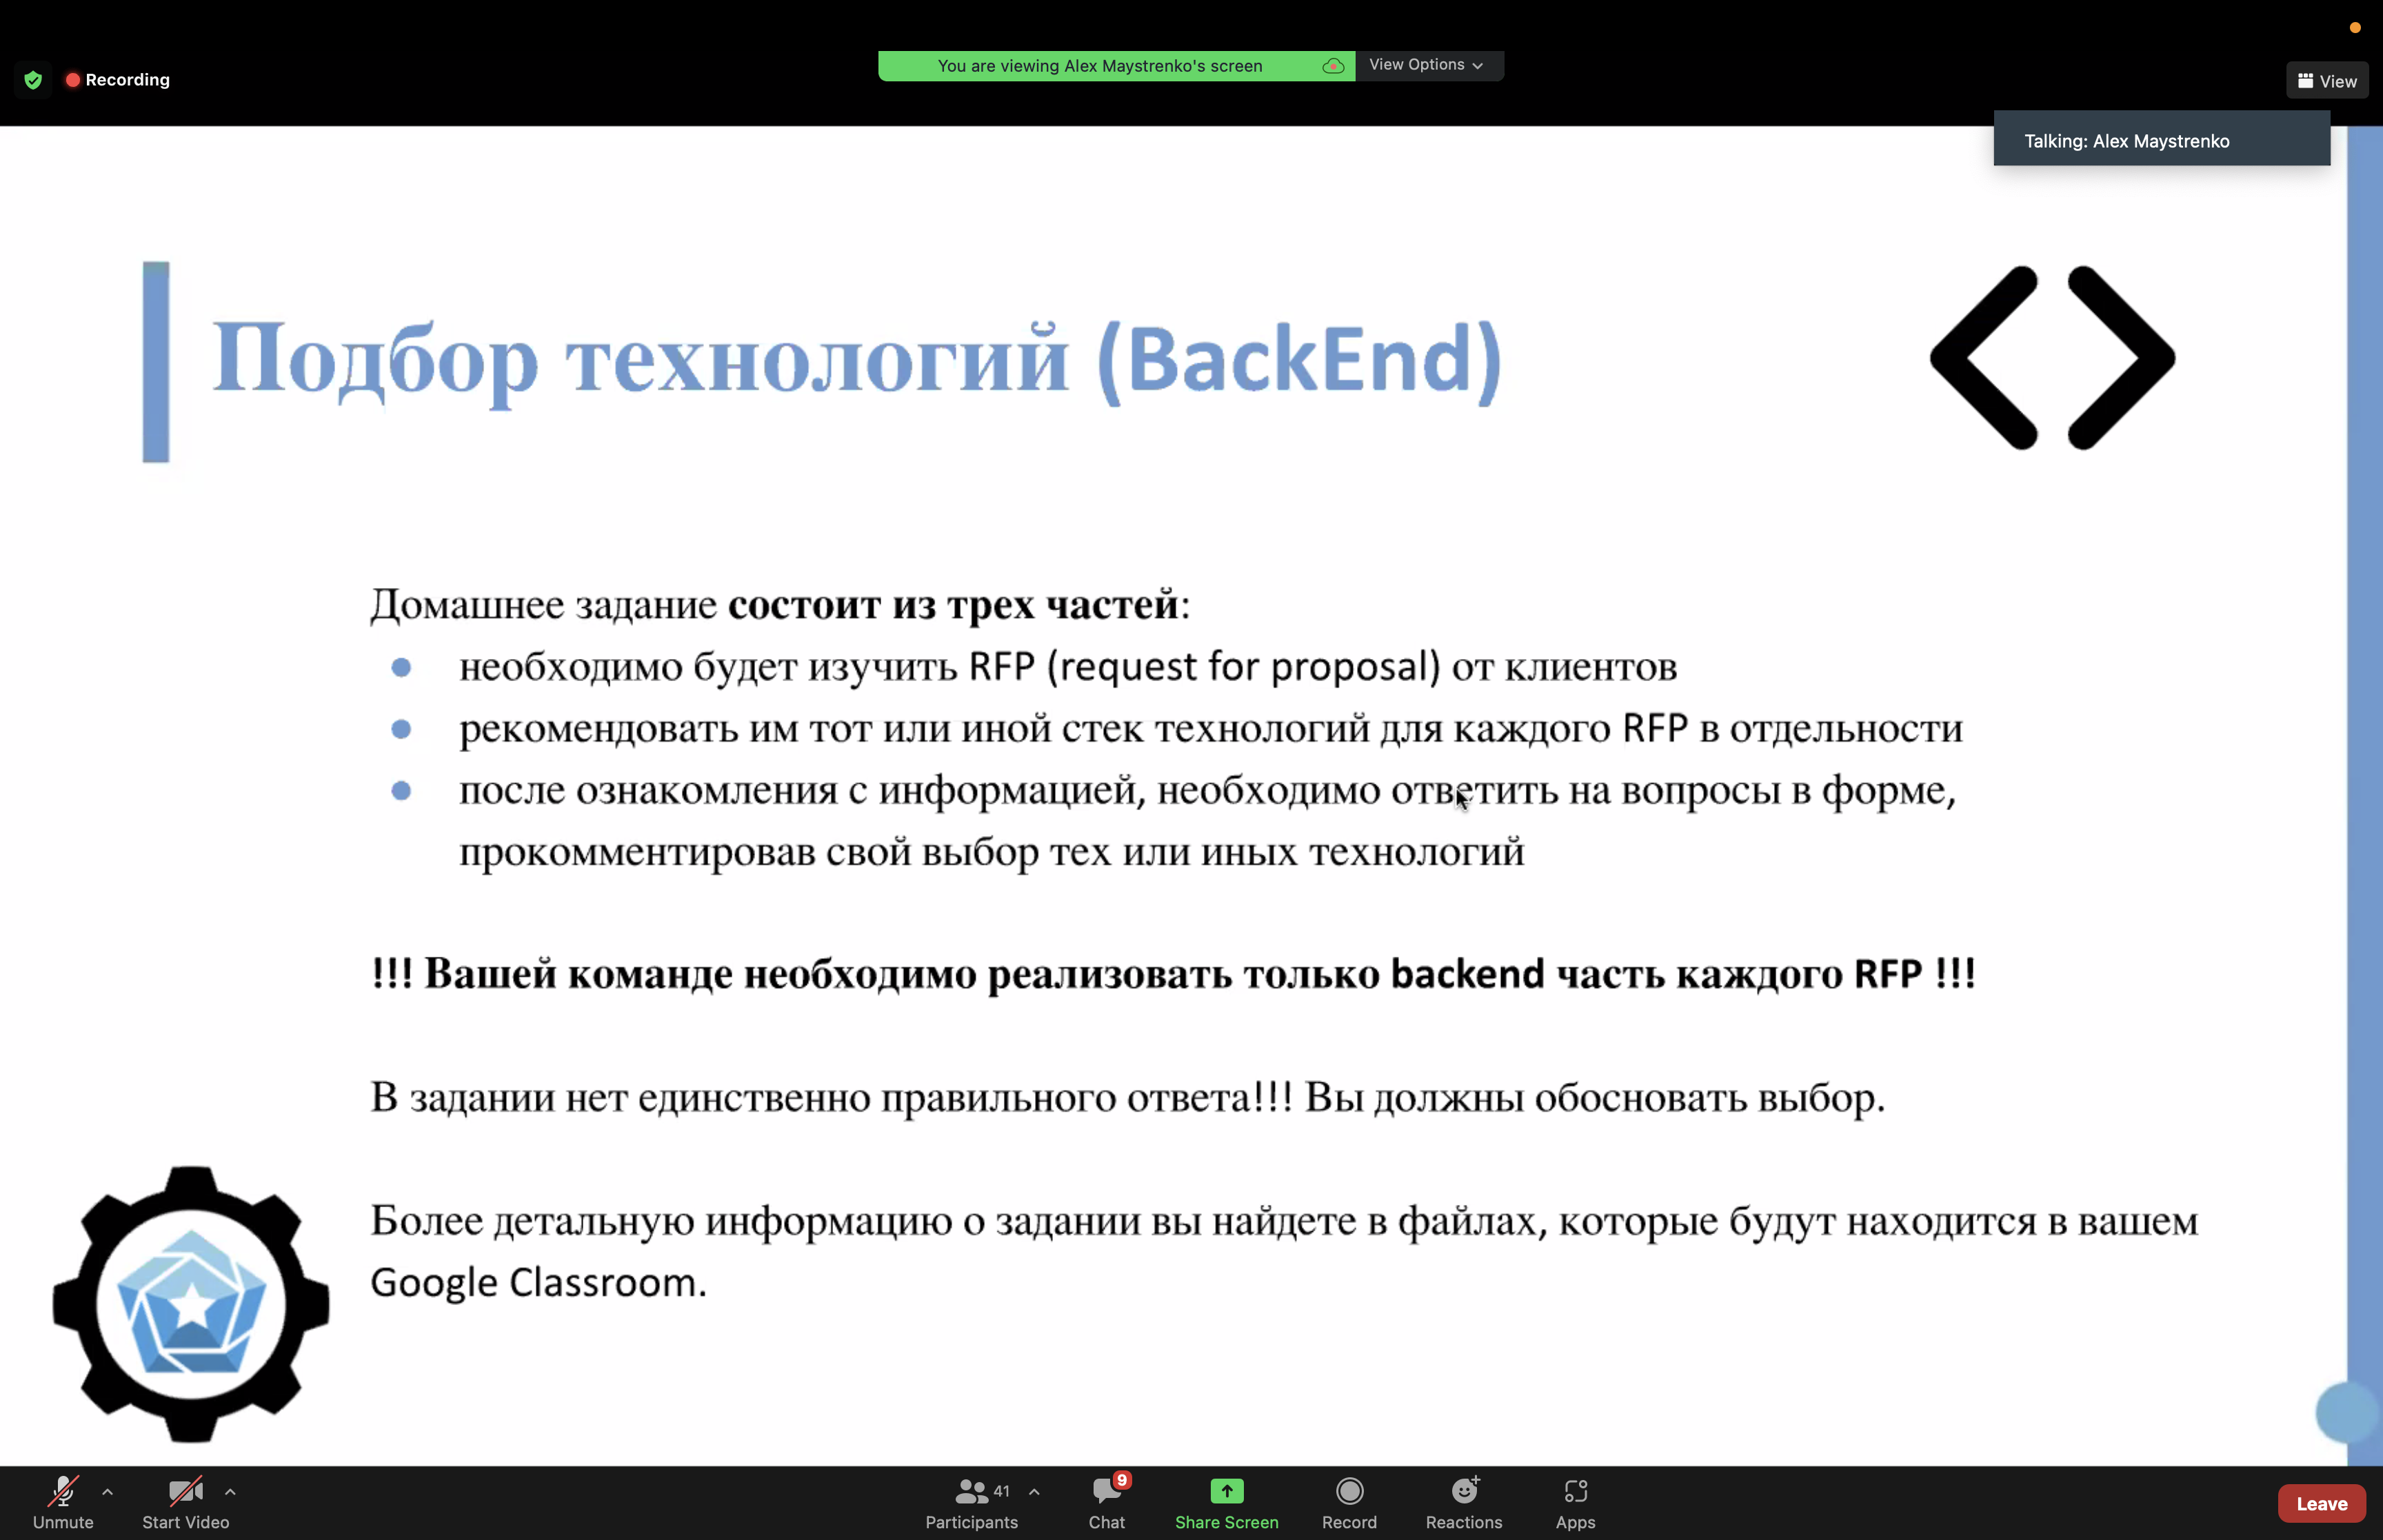 Recording
You are viewing Alex Maystrenko's screen
View Options
View
Talking: Alex Maystrenko
Подбор технологий (BackEnd)
Домашнее задание состоит из трех частей:
необходимо будет изучить RFP (request for proposal) от клиентов
рекомендовать им тот или иной стек технологий для каждого RFP в отдельности
после ознакомления с информацией, необходимо ответить на вопросы в форме,
прокомментировав свой выбор тех или иных технологий
!!! Вашей команде необходимо реализовать только backend часть каждого RFP !!!
В задании нет единственно правильного ответа!!! Вы должны обосновать выбор.
Более детальную информацию о задании вы найдете в файлах, которые будут находится в вашем
Google Classroom.
41
9
Unmute
Start Video
Participants
Chat
Share Screen
Record
Reactions
Apps
Leave